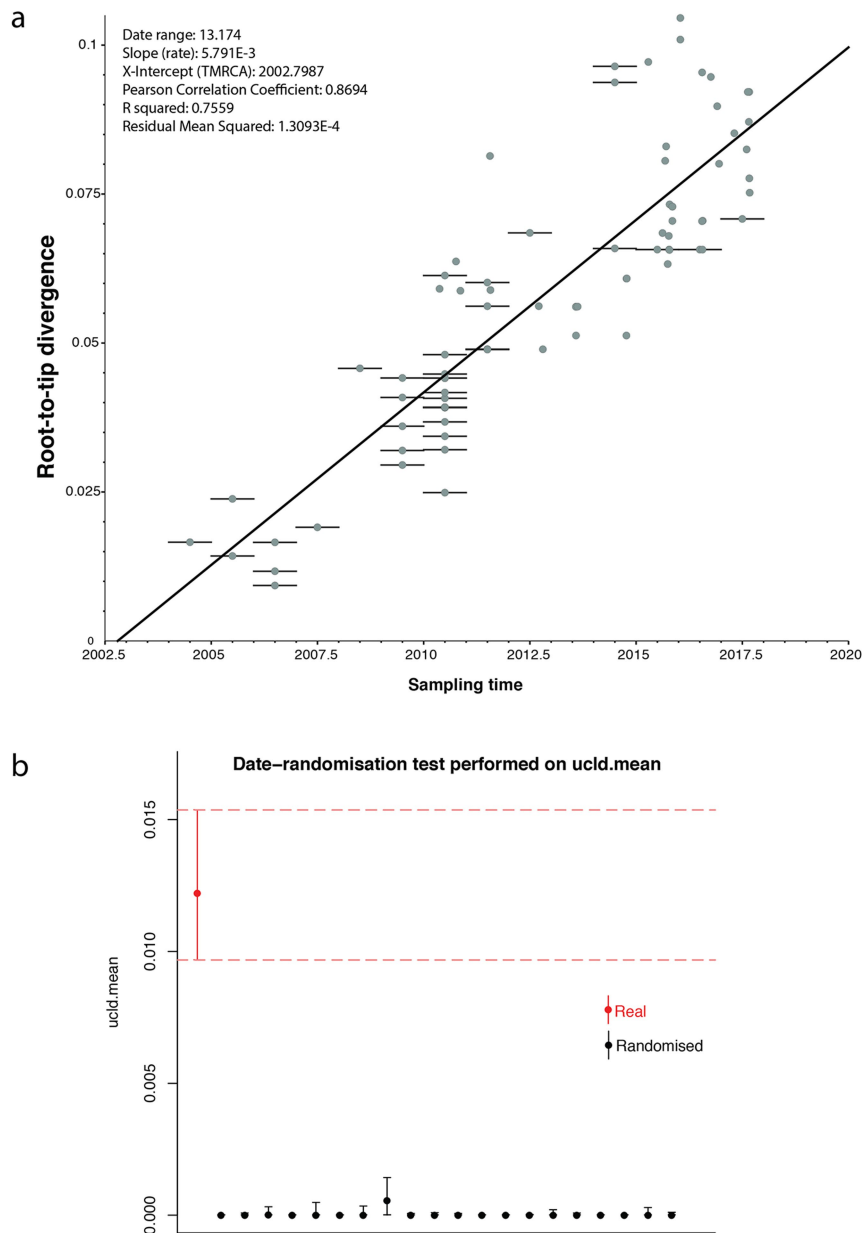 a
Date range: 13.174
Slope (rate): 5.791E-3
X-Intercept (TMRCA): 2002.7987
Pearson Correlation Coefficient: 0.8694
R squared: 0.7559
Residual Mean Squared: 1.3093E-4
0.1
0.075
0.05
0.025
0
Root-to-tip divergence
2002.5 2005 2007.5 2010 2012.5 2015 2017.5 2020
Sampling time
b
Date−randomisation test performed on ucld.mean
0.015
0.010
0.005
0.000
ucld.mean
Real
Randomised